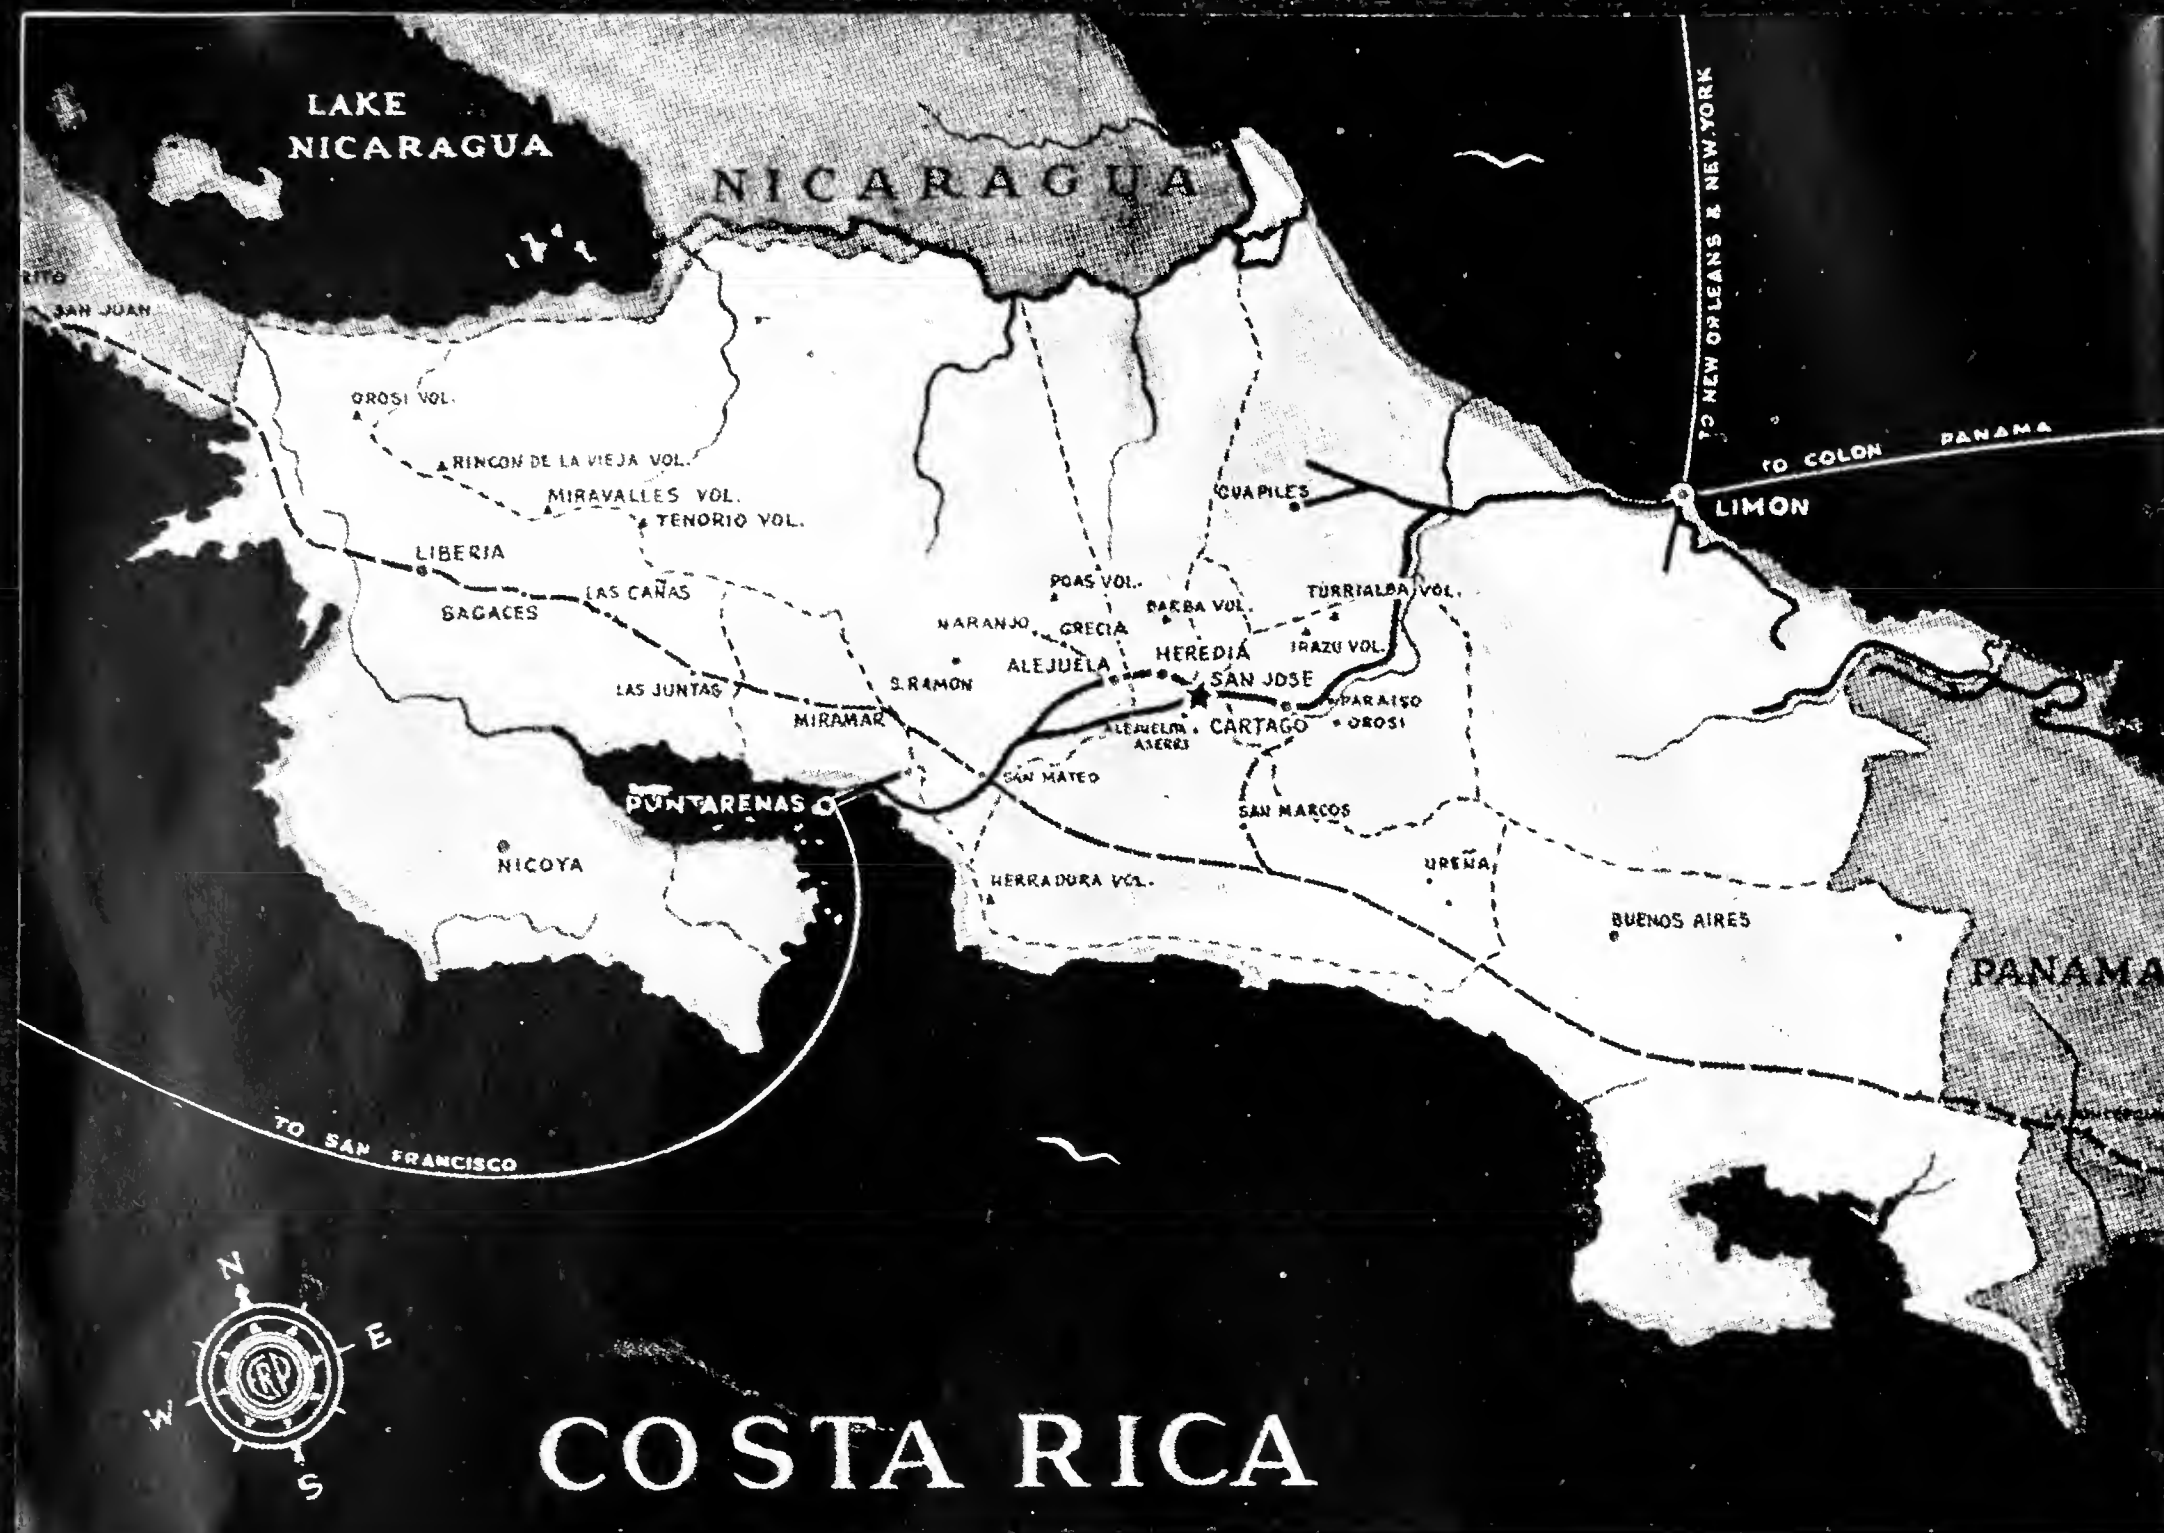 LAKE
NICARAGUA
NICARAGUA
TO NEW ORLEANS & NEW YORK
SAN JUAN
OROSI VOL.
RINCON DE LA VIEJA VOL.
MIRAVALLES VOL.
TENORIO VOL.
TO COLON PANAMA
GUAPILES
LIMON
LIBERIA
BAGACES
LAS CAÑAS
POAS VOL.
BARBA VOL.
TURRIALBA VOL.
NARANJO
GRECIA
IRAZU VOL.
ALEJUELA
HEREDIA
SAN JOSE
LAS JUNTAS
S. RAMON
PARAISO
MIRAMAR
CARTAGO
OROSI
ASERRI
SAN MATEO
PUNTARENAS
SAN MARCOS
NICOYA
UREÑA
HERRADURA VOL.
BUENOS AIRES
PANAMA
TO SAN FRANCISCO
N
E
W
S
COSTA RICA